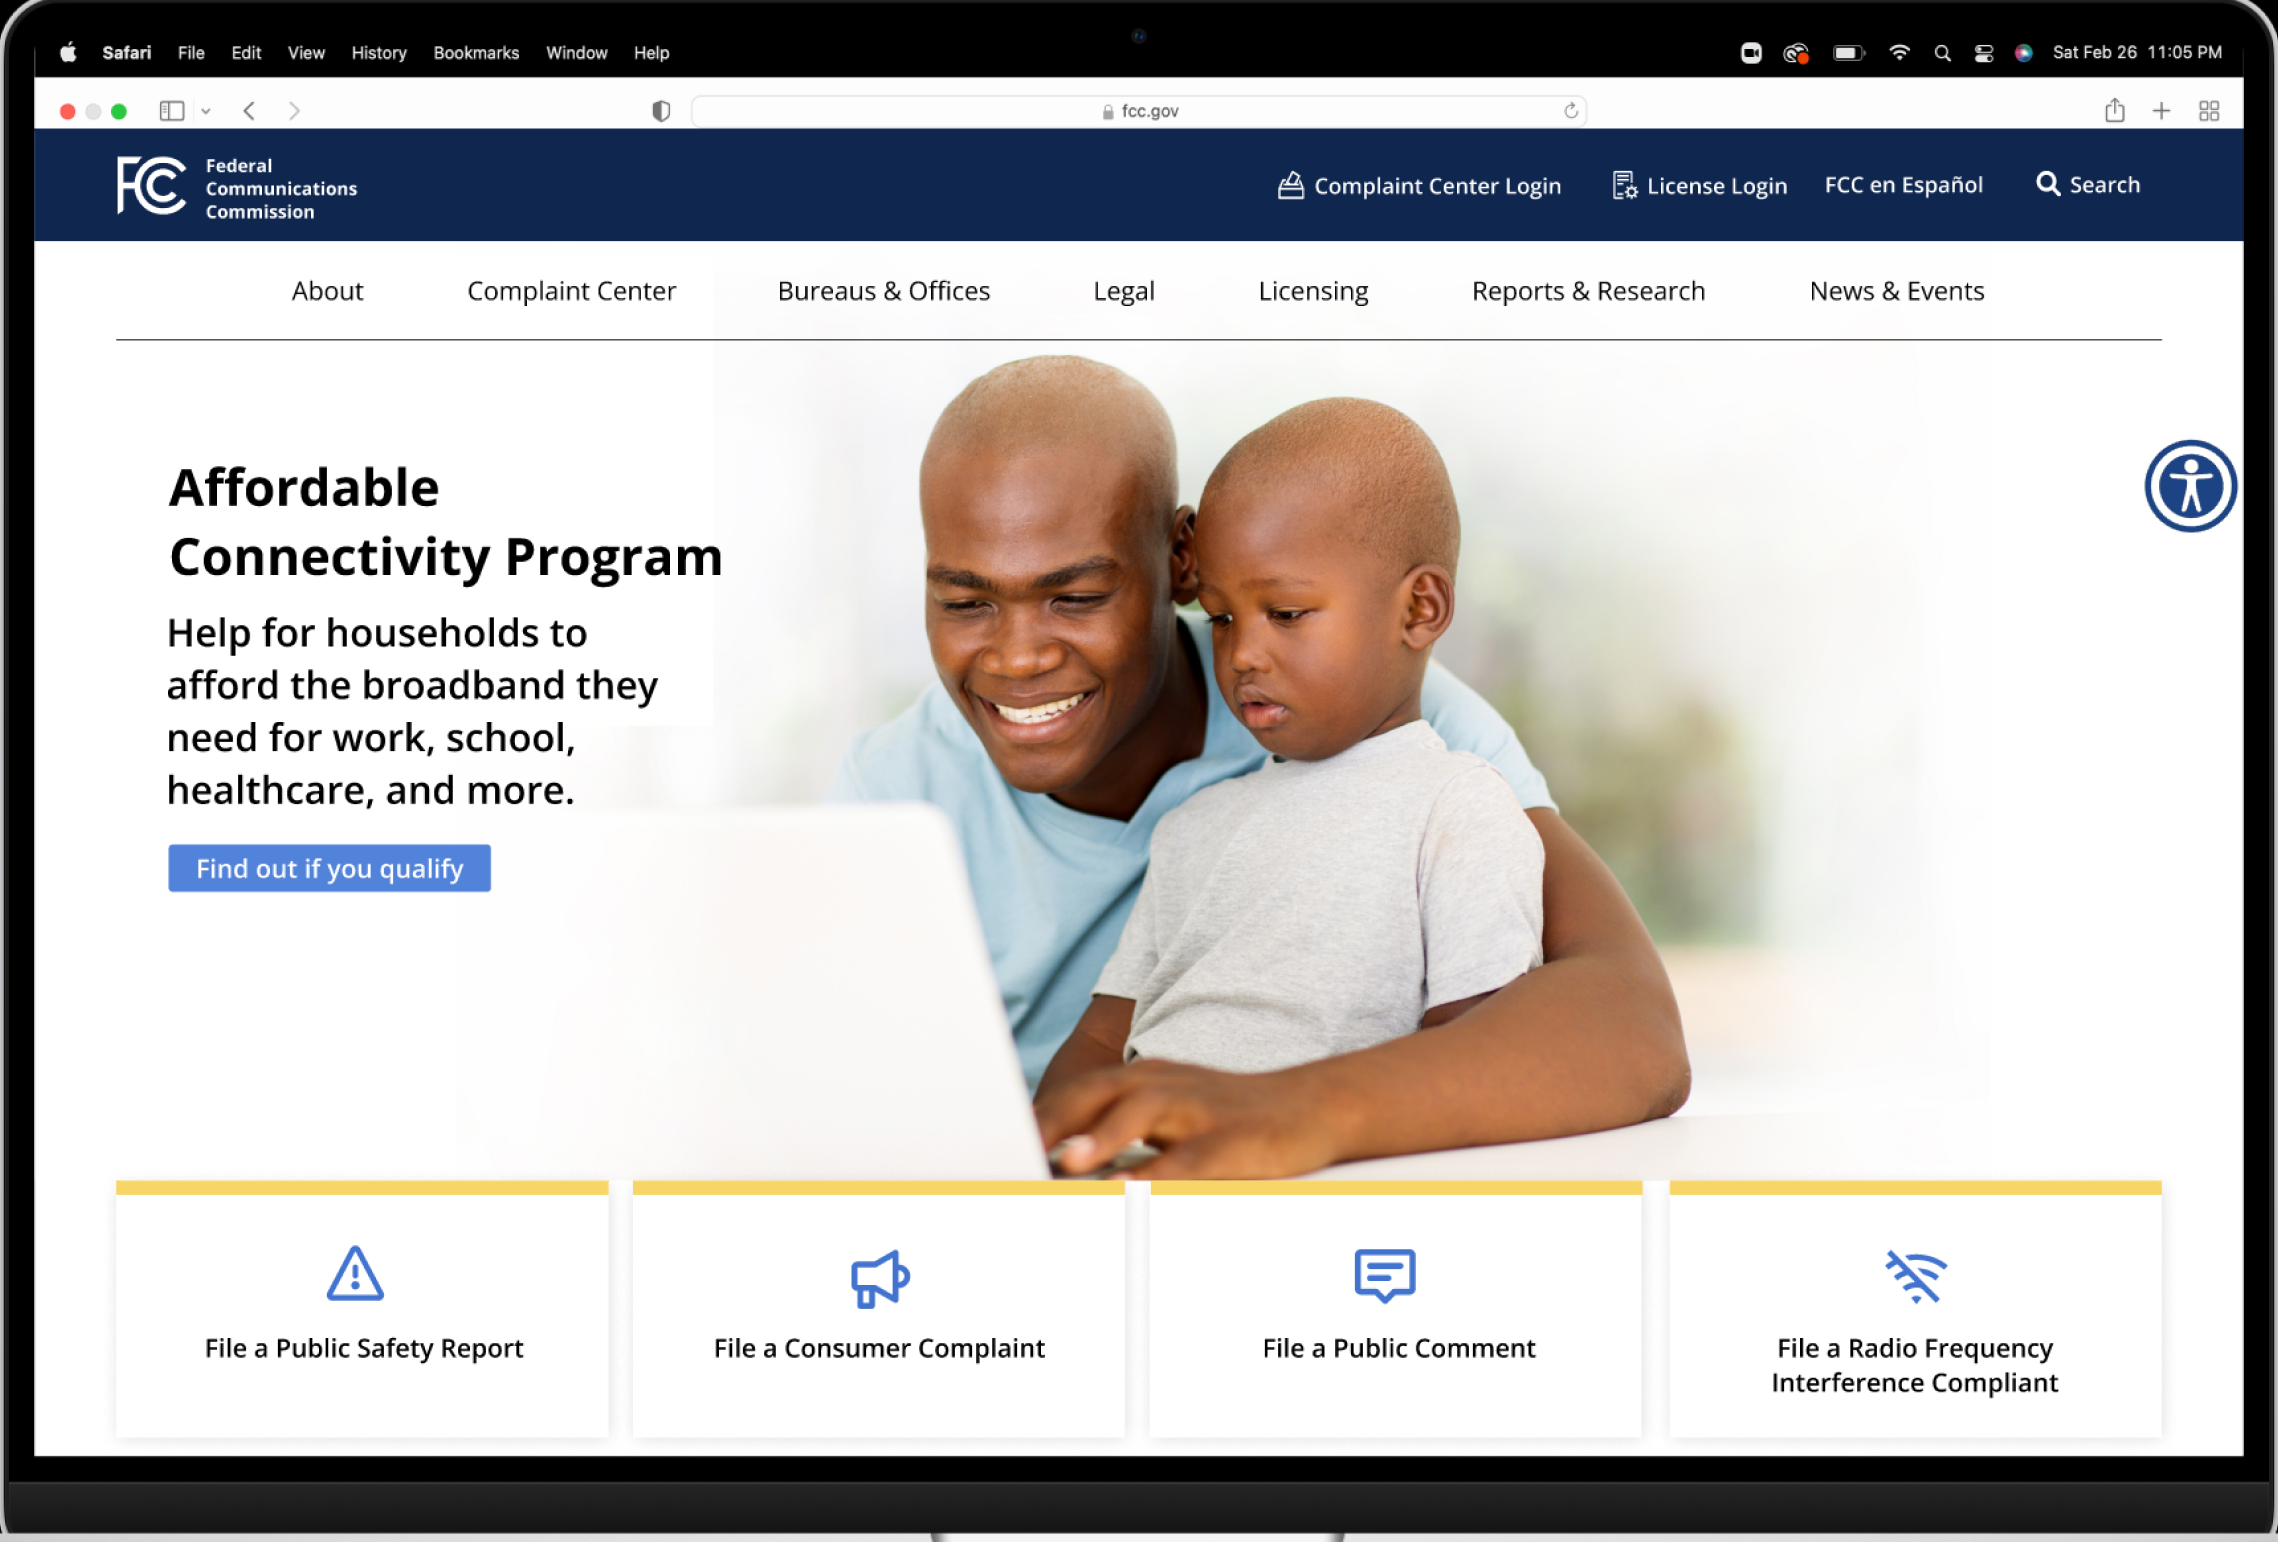 Safari File Edit View History Bookmarks Window Help
Sat Feb 26 11:05 PM
fcc.gov
FCC
Federal
Communications
Commission
Complaint Center Login
License Login
FCC en Español
Search
About
Complaint Center
Bureaus & Offices
Legal
Licensing
Reports & Research
News & Events
Affordable
Connectivity Program
Help for households to
afford the broadband they
need for work, school,
healthcare, and more.
Find out if you qualify
File a Public Safety Report
File a Consumer Complaint
File a Public Comment
File a Radio Frequency
Interference Compliant